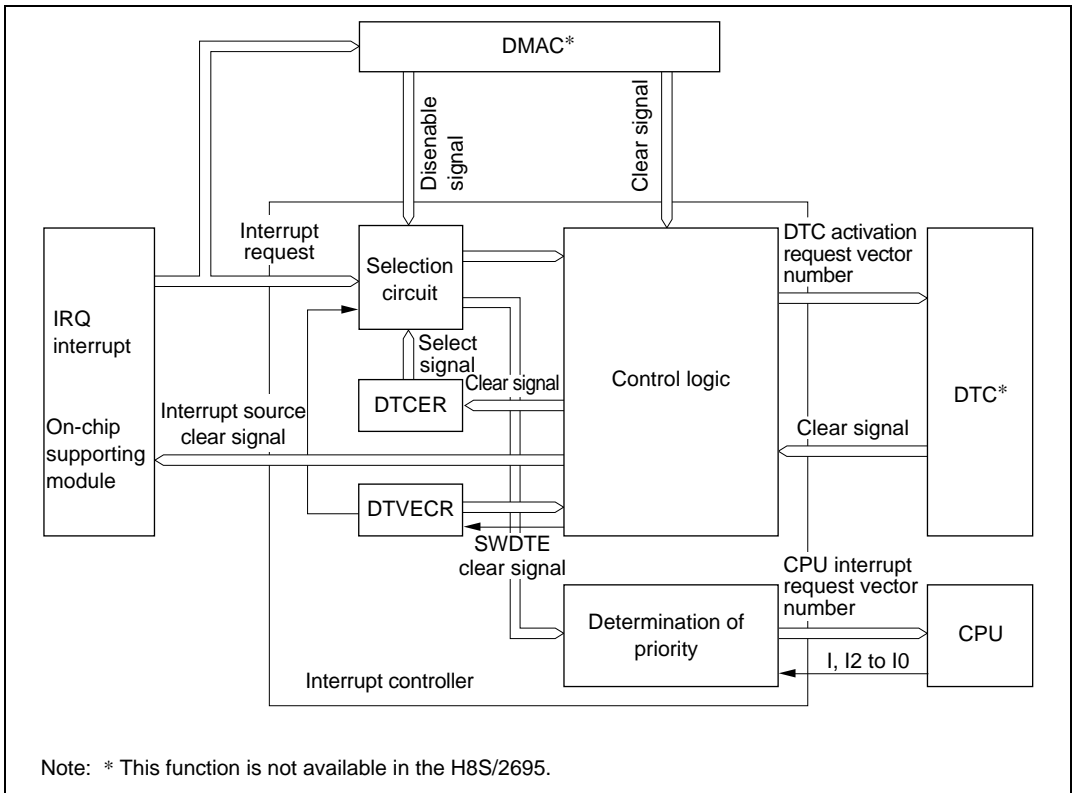 DMAC*
Disenable
signal
Clear signal
Interrupt
request
Selection
circuit
DTC activation
request vector
number
IRQ
interrupt
Select
signal
Control logic
Clear signal
DTCER
DTC*
Interrupt source
clear signal
On-chip
supporting
module
Clear signal
DTVECR
SWDTE
clear signal
CPU interrupt
request vector
number
Determination of
priority
CPU
I, I2 to I0
Interrupt controller
Note: * This function is not available in the H8S/2695.